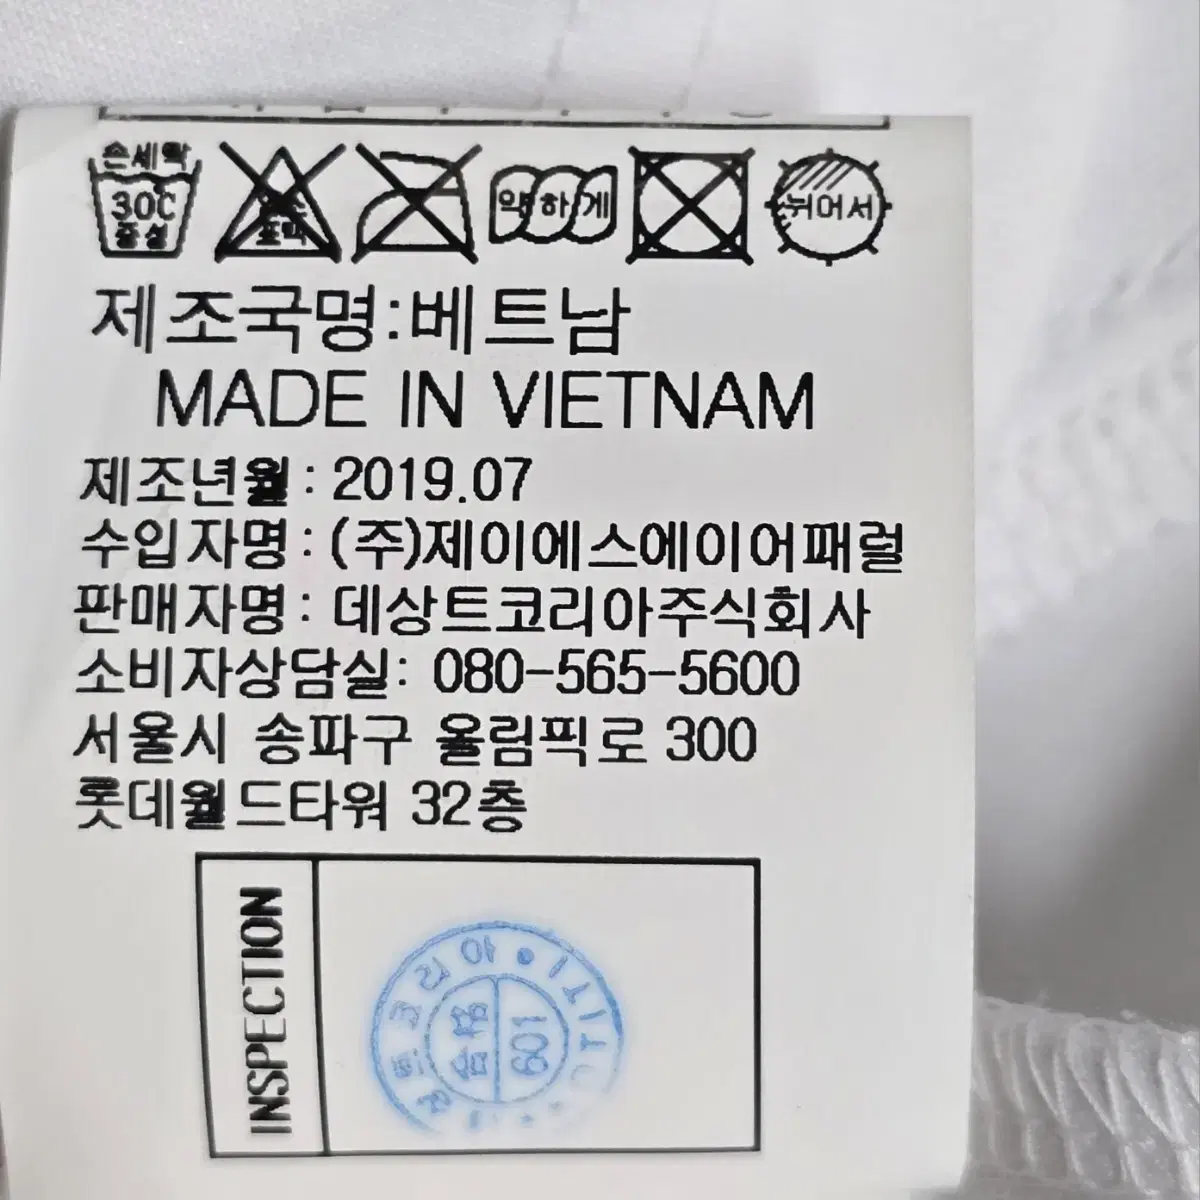 손세탁
30C
중성
약하게
뉘어서
제조국명:베트남
MADE IN VIETNAM
제조년월: 2019.07
수입자명: (주)제이에스에이어패럴
판매자명: 데상트코리아주식회사
소비자상담실: 080-565-5600
서울시 송파구 올림픽로 300
롯데월드타워 32층
INSPECTION
601